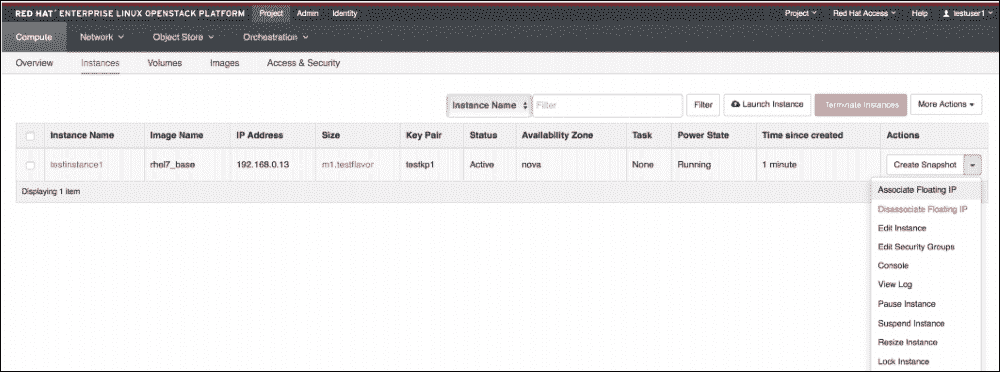 RED HAT ENTERPRISE LINUX OPENSTACK PLATFORM Project Admin Identity Project Red Hat Access Help testuser1
Compute Network Object Store Orchestration
Overview Instances Volumes Images Access & Security
Instance Name Filter Filter Launch Instance Terminate Instances More Actions
Instance Name Image Name IP Address Size Key Pair Status Availability Zone Task Power State Time since created Actions
testinstance1 rhel7_base 192.168.0.13 m1.testflavor testkp1 Active nova None Running 1 minute Create Snapshot
Displaying 1 item
Associate Floating IP
Disassociate Floating IP
Edit Instance
Edit Security Groups
Console
View Log
Pause Instance
Suspend Instance
Resize Instance
Lock Instance